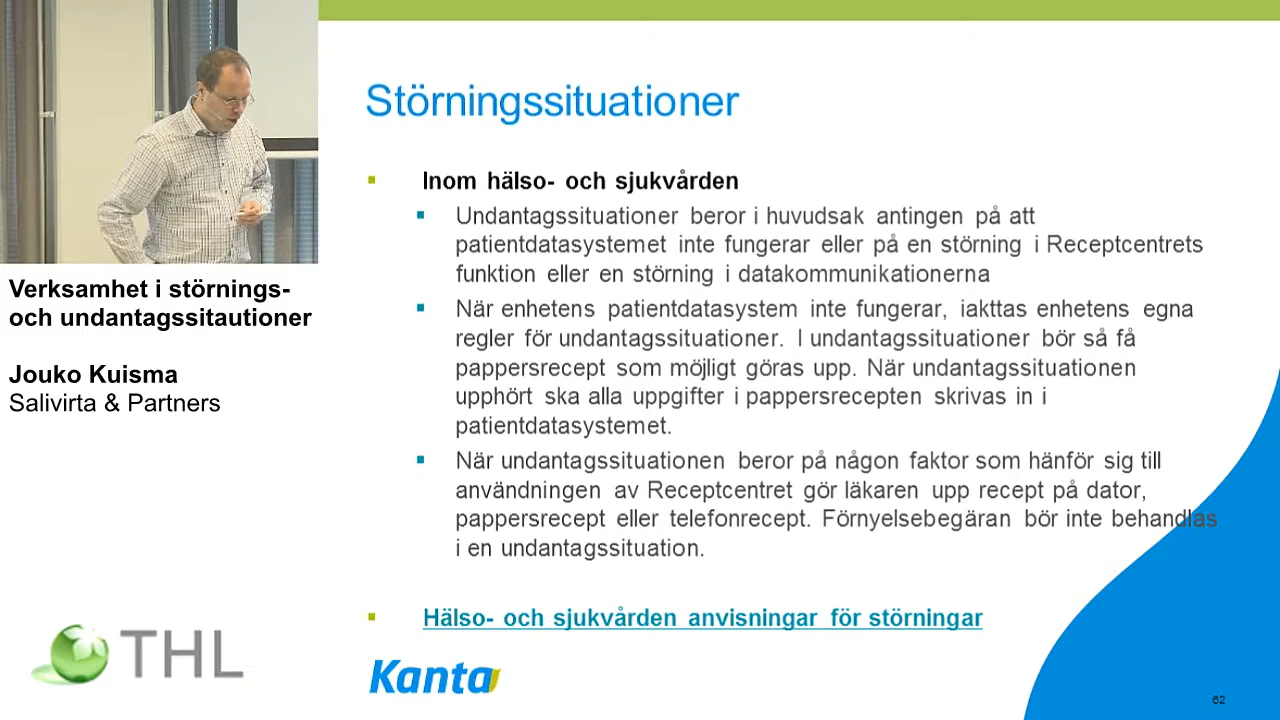 Störningssituationer
Inom hälso- och sjukvården
Undantagssituationer beror i huvudsak antingen på att
patientdatasystemet inte fungerar eller på en störning i Receptcentrets
funktion eller en störning i datakommunikationerna
När enhetens patientdatasystem inte fungerar, iakttas enhetens egna
regler för undantagssituationer. I undantagssituationer bör så få
pappersrecept som möjligt göras upp. När undantagssituationen
upphört ska alla uppgifter i pappersrecepten skrivas in i
patientdatasystemet.
När undantagssituationen beror på någon faktor som hänför sig till
användningen av Receptcentret gör läkaren upp recept på dator,
pappersrecept eller telefonrecept. Förnyelsebegäran bör inte behandlas
i en undantagssituation.
Hälso- och sjukvården anvisningar för störningar
Verksamhet i störnings-
och undantagssitautioner
Jouko Kuisma
Salivirta & Partners
THL
Kanta
62